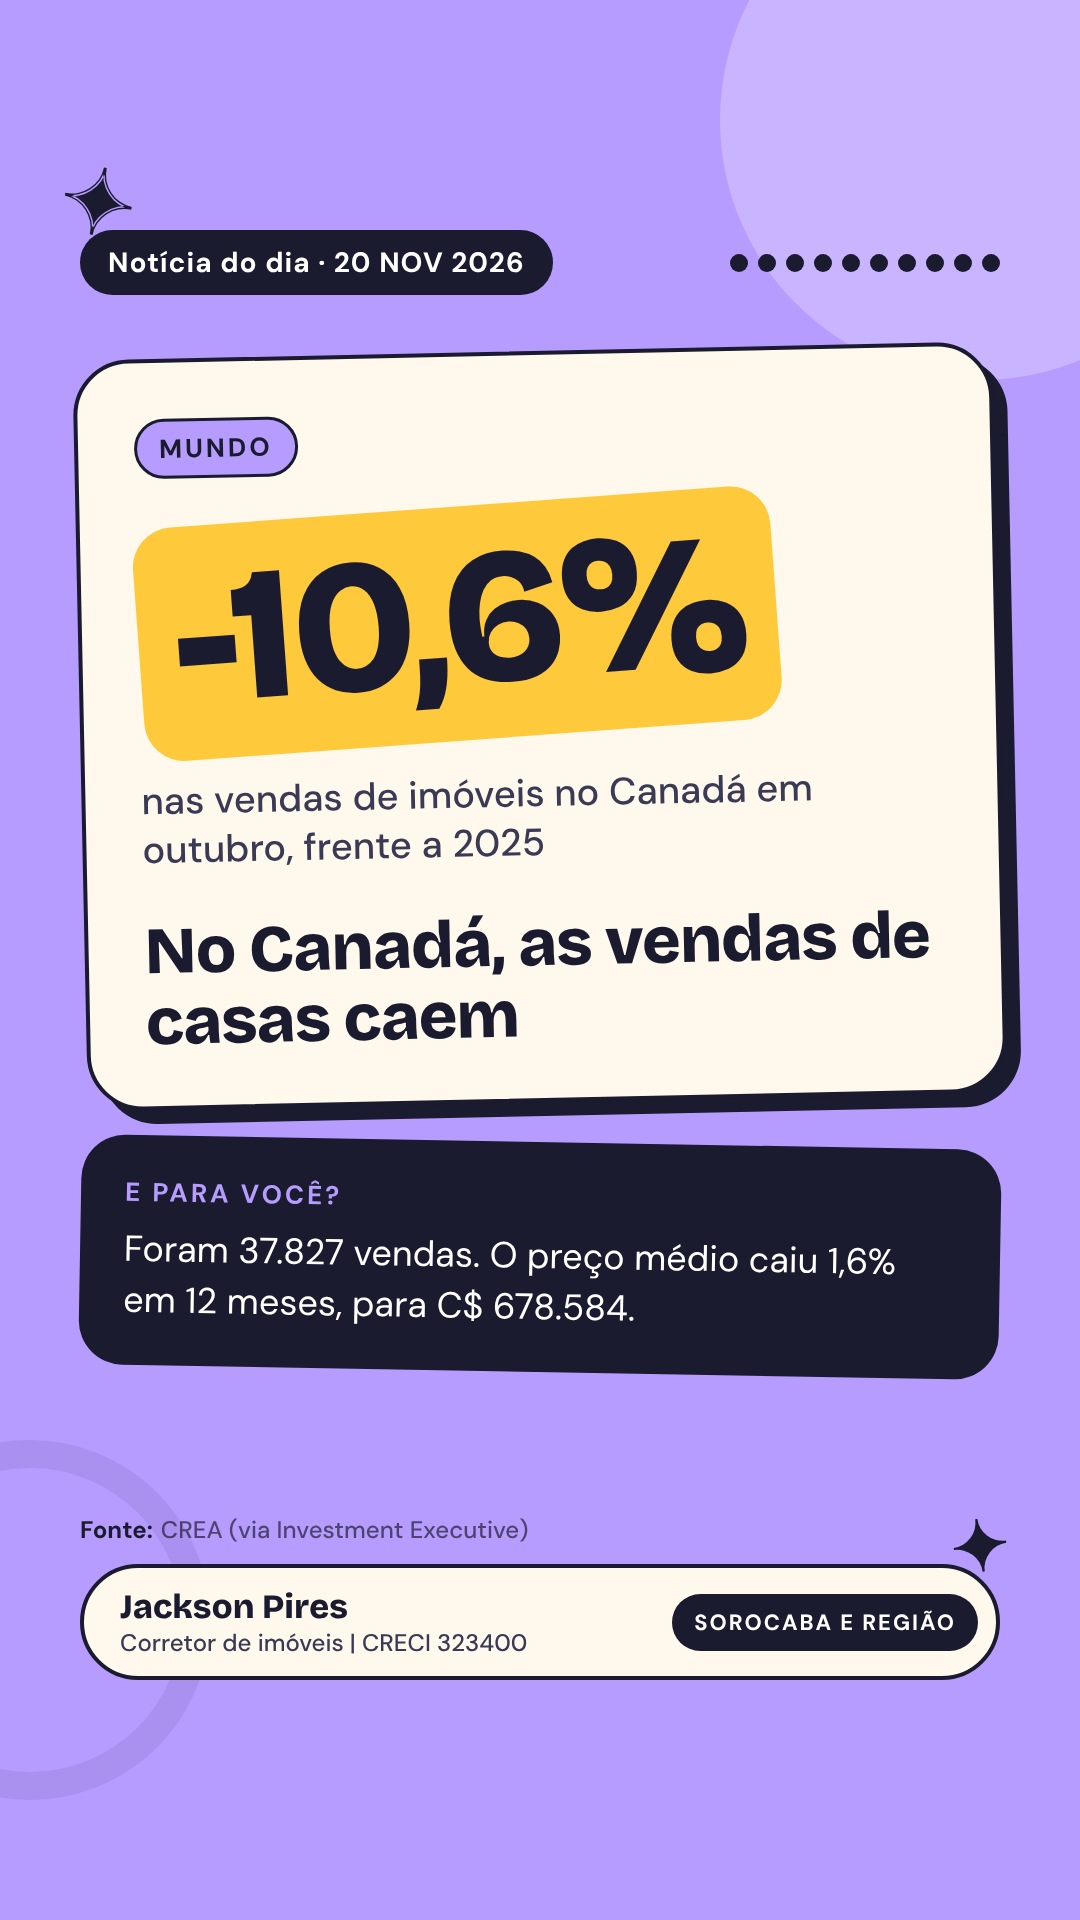 Notícia do dia · 20 NOV 2026
MUNDO
-10,6%
nas vendas de imóveis no Canadá em
outubro, frente a 2025
No Canadá, as vendas de
casas caem
E PARA VOCÊ?
Foram 37.827 vendas. O preço médio caiu 1,6%
em 12 meses, para C$ 678.584.
Fonte: CREA (via Investment Executive)
Jackson Pires
Corretor de imóveis | CRECI 323400
SOROCABA E REGIÃO